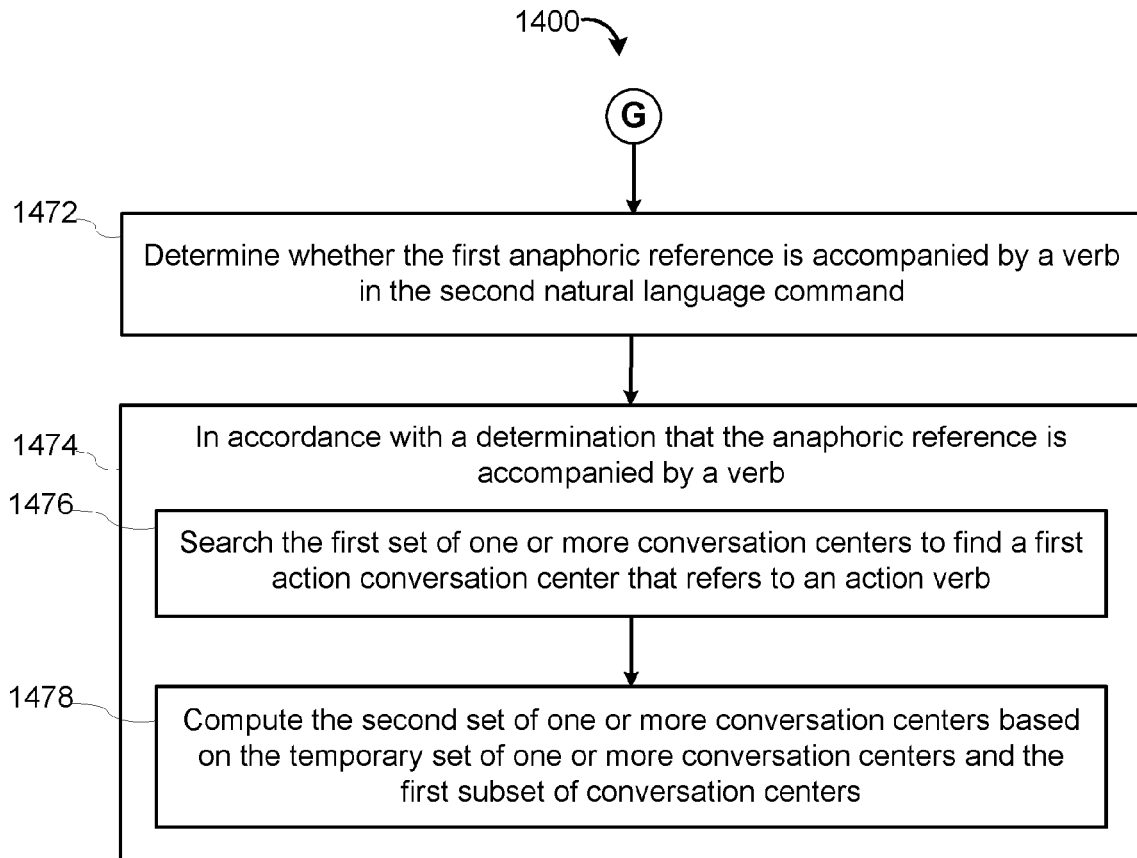 1400
G
1472
Determine whether the first anaphoric reference is accompanied by a verb
in the second natural language command
1474
In accordance with a determination that the anaphoric reference is
accompanied by a verb
1476
Search the first set of one or more conversation centers to find a first
action conversation center that refers to an action verb
1478
Compute the second set of one or more conversation centers based
on the temporary set of one or more conversation centers and the
first subset of conversation centers